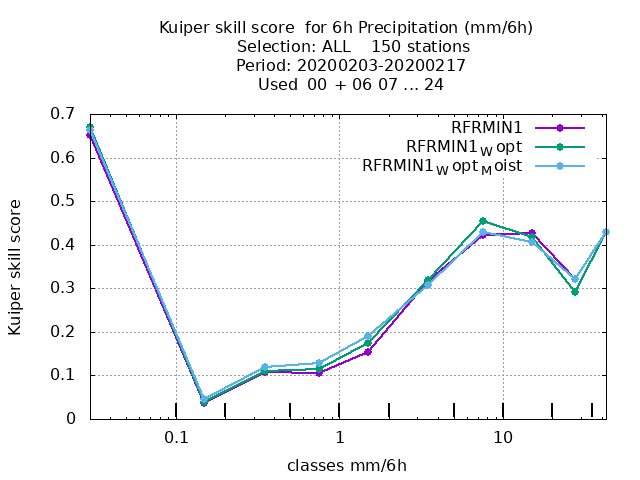 Kuiper skill score for 6h Precipitation (mm/6h)
Selection: ALL 150 stations
Period: 20200203-20200217
Used 00 + 06 07 ... 24
0.7
0.6
0.5
0.4
0.3
0.2
0.1
0
Kuiper skill score
RFRMIN1
RFRMIN1Wopt
RFRMIN1WoptMoist
0.1 1 10
classes mm/6h